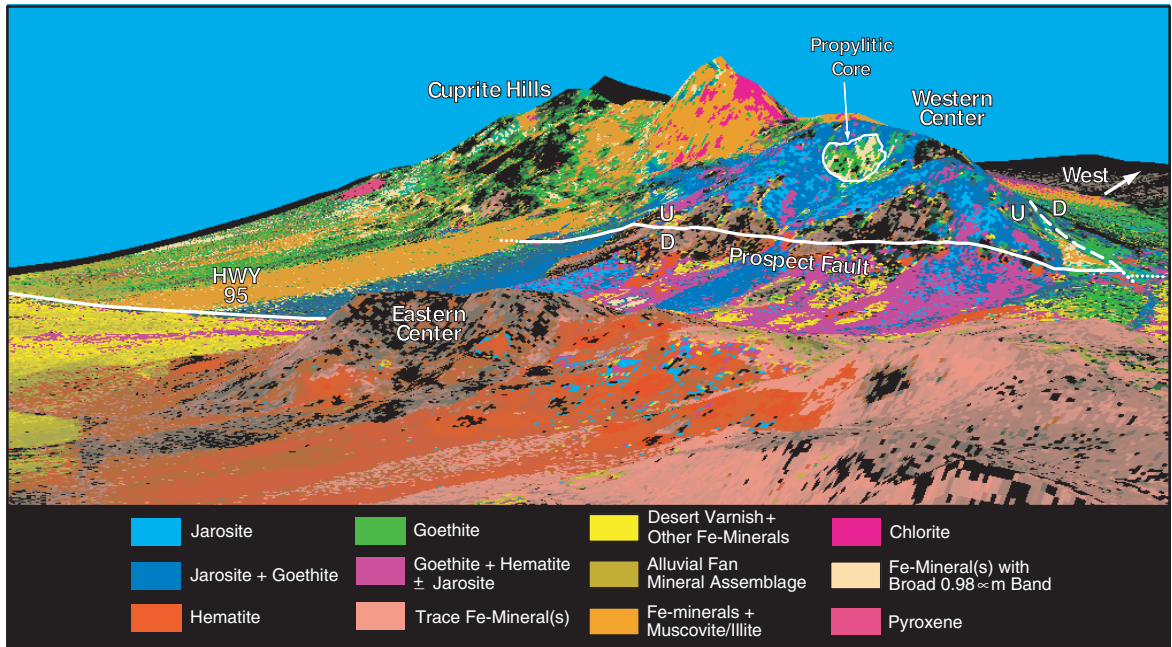 Propylitic
Core
Cuprite Hills
Western
Center
West
U
D
U
D
Prospect Fault
HWY
95
Eastern
Center
Jarosite
Goethite
Desert Varnish+
Other Fe-Minerals
Chlorite
Jarosite + Goethite
Goethite + Hematite
± Jarosite
Alluvial Fan
Mineral Assemblage
Fe-Mineral(s) with
Broad 0.98∝m Band
Hematite
Trace Fe-Mineral(s)
Fe-minerals +
Muscovite/Illite
Pyroxene